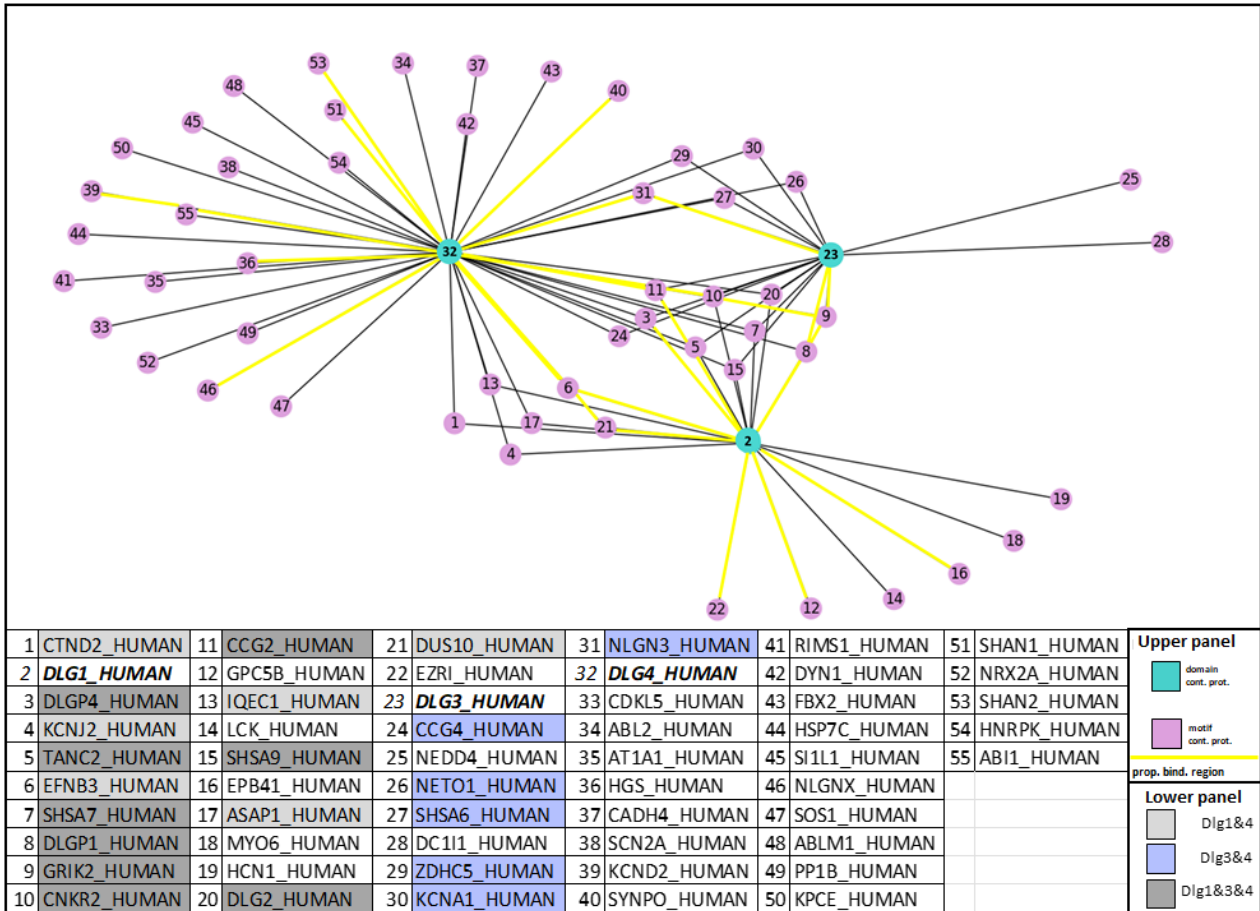 53
34
37
43
48
40
51
45
42
50
30
54
29
38
26
25
39
31
27
55
44
28
32
23
36
41
35
11
20
10
9
3
33
7
49
24
5
8
52
15
13
6
46
47
1
17
21
2
4
19
18
16
14
12
22
1 CTND2_HUMAN 11 CCG2_HUMAN 21 DUS10_HUMAN 31 NLGN3_HUMAN 41 RIMS1_HUMAN 51 SHAN1_HUMAN
2 DLG1_HUMAN 12 GPC5B_HUMAN 22 EZRI_HUMAN 32 DLG4_HUMAN 42 DYN1_HUMAN 52 NRX2A_HUMAN
3 DLGP4_HUMAN 13 IQEC1_HUMAN 23 DLG3_HUMAN 33 CDKL5_HUMAN 43 FBX2_HUMAN 53 SHAN2_HUMAN
4 KCNJ2_HUMAN 14 LCK_HUMAN 24 CCG4_HUMAN 34 ABL2_HUMAN 44 HSP7C_HUMAN 54 HNRPK_HUMAN
5 TANC2_HUMAN 15 SHSA9_HUMAN 25 NEDD4_HUMAN 35 AT1A1_HUMAN 45 SI1L1_HUMAN 55 ABI1_HUMAN
6 EFNB3_HUMAN 16 EPB41_HUMAN 26 NETO1_HUMAN 36 HGS_HUMAN 46 NLGNX_HUMAN
7 SHSA7_HUMAN 17 ASAP1_HUMAN 27 SHSA6_HUMAN 37 CADH4_HUMAN 47 SOS1_HUMAN
8 DLGP1_HUMAN 18 MYO6_HUMAN 28 DC1I1_HUMAN 38 SCN2A_HUMAN 48 ABLM1_HUMAN
9 GRIK2_HUMAN 19 HCN1_HUMAN 29 ZDHC5_HUMAN 39 KCND2_HUMAN 49 PP1B_HUMAN
10 CNKR2_HUMAN 20 DLG2_HUMAN 30 KCNA1_HUMAN 40 SYNPO_HUMAN 50 KPCE_HUMAN
Upper panel
domain
cont. prot.
motif
cont. prot.
prop. bind. region
Lower panel
Dlg1&4
Dlg3&4
Dlg1&3&4